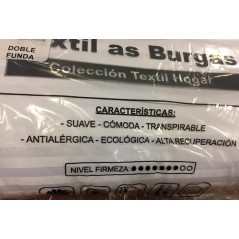 DOBLE
FUNDA
xtil as Burgas
Colección Textil Hogar
CARACTERÍSTICAS:
- SUAVE - CÓMODA - TRANSPIRABLE
- ANTIALÉRGICA - ECOLÓGICA - ALTA RECUPERACIÓN
NIVEL FIRMEZA: